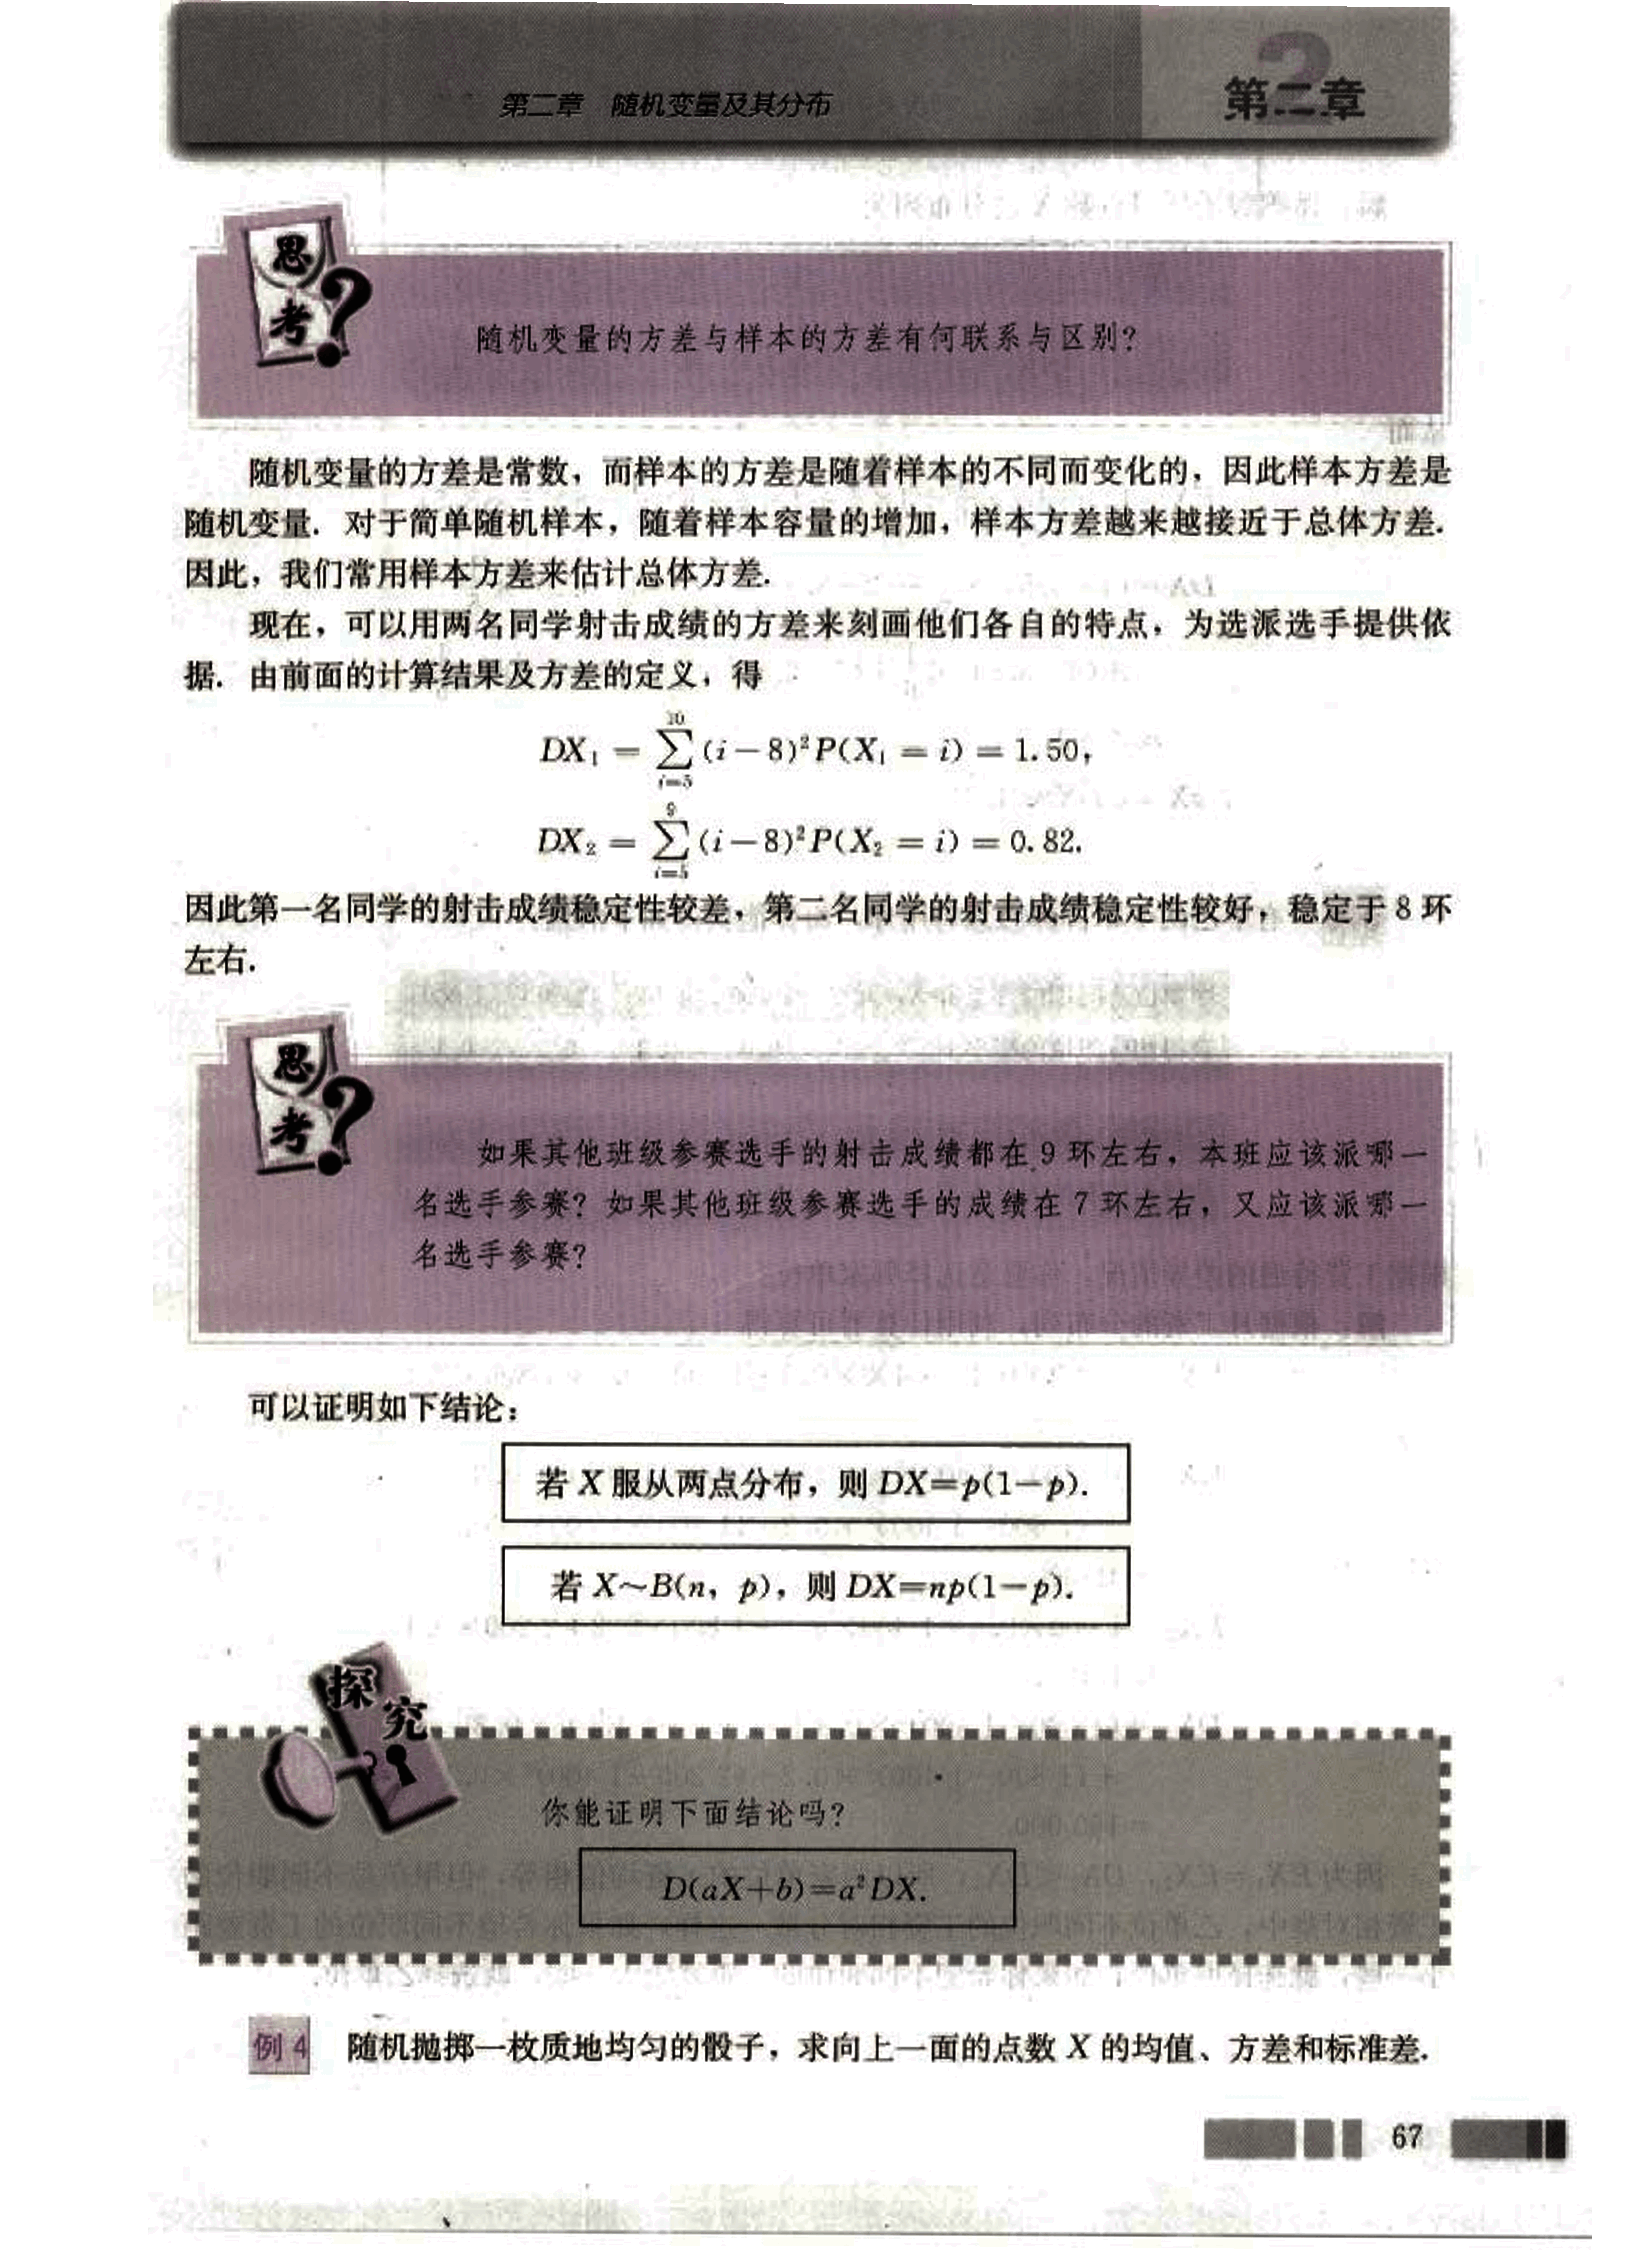 第二章 随机变量及其分布
第二章
思考?
随机变量的方差与样本的方差有何联系与区别?
随机变量的方差是常数，而样本的方差是随着样本的不同而变化的，因此样本方差是
随机变量. 对于简单随机样本，随着样本容量的增加，样本方差越来越接近于总体方差.
因此，我们常用样本方差来估计总体方差.
现在，可以用两名同学射击成绩的方差来刻画他们各自的特点，为选派选手提供依
据. 由前面的计算结果及方差的定义，得
DX₁ = ∑_{i=5}^{10} (i-8)²P(X₁ = i) = 1.50,
DX₂ = ∑_{i=5}^{9} (i-8)²P(X₂ = i) = 0.82.
因此第一名同学的射击成绩稳定性较差，第二名同学的射击成绩稳定性较好，稳定于 8 环
左右.
思考?
如果其他班级参赛选手的射击成绩都在 9 环左右，本班应该派哪一
名选手参赛? 如果其他班级参赛选手的成绩在 7 环左右，又应该派哪一
名选手参赛?
可以证明如下结论：
若 X 服从两点分布，则 DX=p(1-p).
若 X～B(n，p)，则 DX=np(1-p).
探究
你能证明下面结论吗?
D(aX+b)=a²DX.
例 4 随机抛掷一枚质地均匀的骰子，求向上一面的点数 X 的均值、方差和标准差.
67